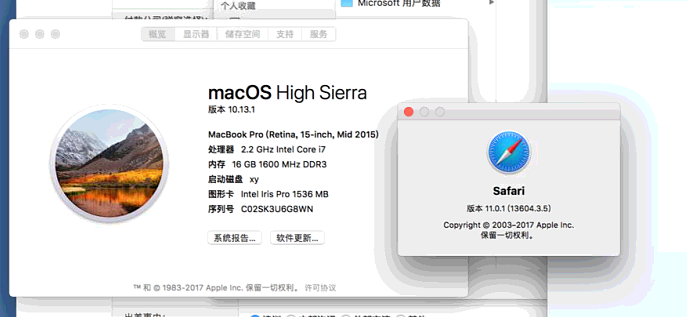 个人收藏
Microsoft 用户数据
概览
显示器
储存空间
支持
服务
macOS High Sierra
版本 10.13.1
MacBook Pro (Retina, 15-inch, Mid 2015)
处理器 2.2 GHz Intel Core i7
内存 16 GB 1600 MHz DDR3
启动磁盘 xy
图形卡 Intel Iris Pro 1536 MB
序列号 C02SK3U6G8WN
系统报告...
软件更新...
™ 和 © 1983-2017 Apple Inc. 保留一切权利。 许可协议
Safari
版本 11.0.1 (13604.3.5)
Copyright © 2003–2017 Apple Inc.
保留一切权利。